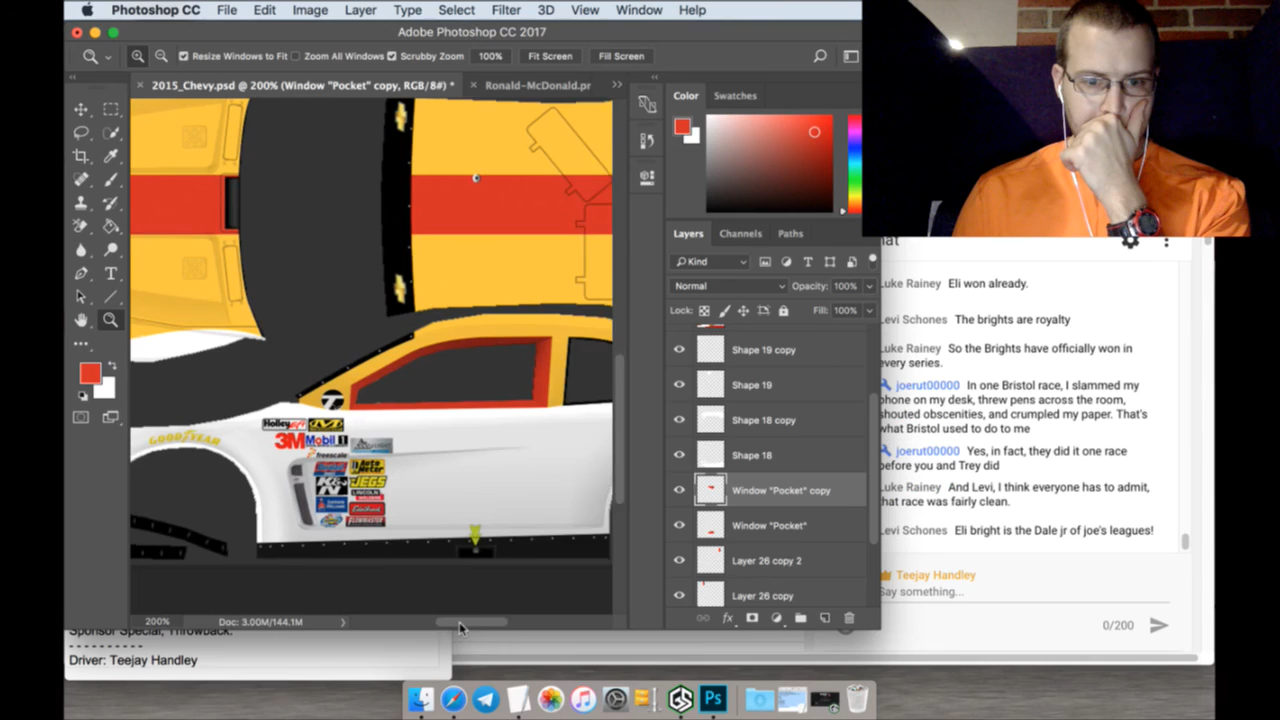 Photoshop CC File Edit Image Layer Type Select Filter 3D View Window Help
Adobe Photoshop CC 2017
Resize Windows to Fit Zoom All Windows Scrubby Zoom 100% Fit Screen Fill Screen
2015_Chevy.psd @ 200% (Window "Pocket" copy, RGB/8#) * Ronald-McDonald.pr
Color Swatches
Layers Channels Paths
Kind
Normal Opacity: 100%
Lock: Fill: 100%
Shape 19 copy
Shape 19
Shape 18 copy
Shape 18
Window "Pocket" copy
Window "Pocket"
Layer 26 copy 2
Layer 26 copy
GOODYEAR
Holley
3M Mobil 1
freescale
Auto Meter
K&N JEGS
LINCOLN
200% Doc: 3.00M/144.1M
Sponsor Special, Throwback.
- - - - - - - - - -
Driver: Teejay Handley
hat
Luke Rainey Eli won already.
Levi Schones The brights are royalty
Luke Rainey So the Brights have officially won in
every series.
joerut00000 In one Bristol race, I slammed my
phone on my desk, threw pens across the room,
shouted obscenities, and crumpled my paper. That's
what Bristol used to do to me
joerut00000 Yes, in fact, they did it one race
before you and Trey did
Luke Rainey And Levi, I think everyone has to admit,
that race was fairly clean.
Levi Schones Eli bright is the Dale jr of joe's leagues!
Teejay Handley
Say something...
0/200
Ps